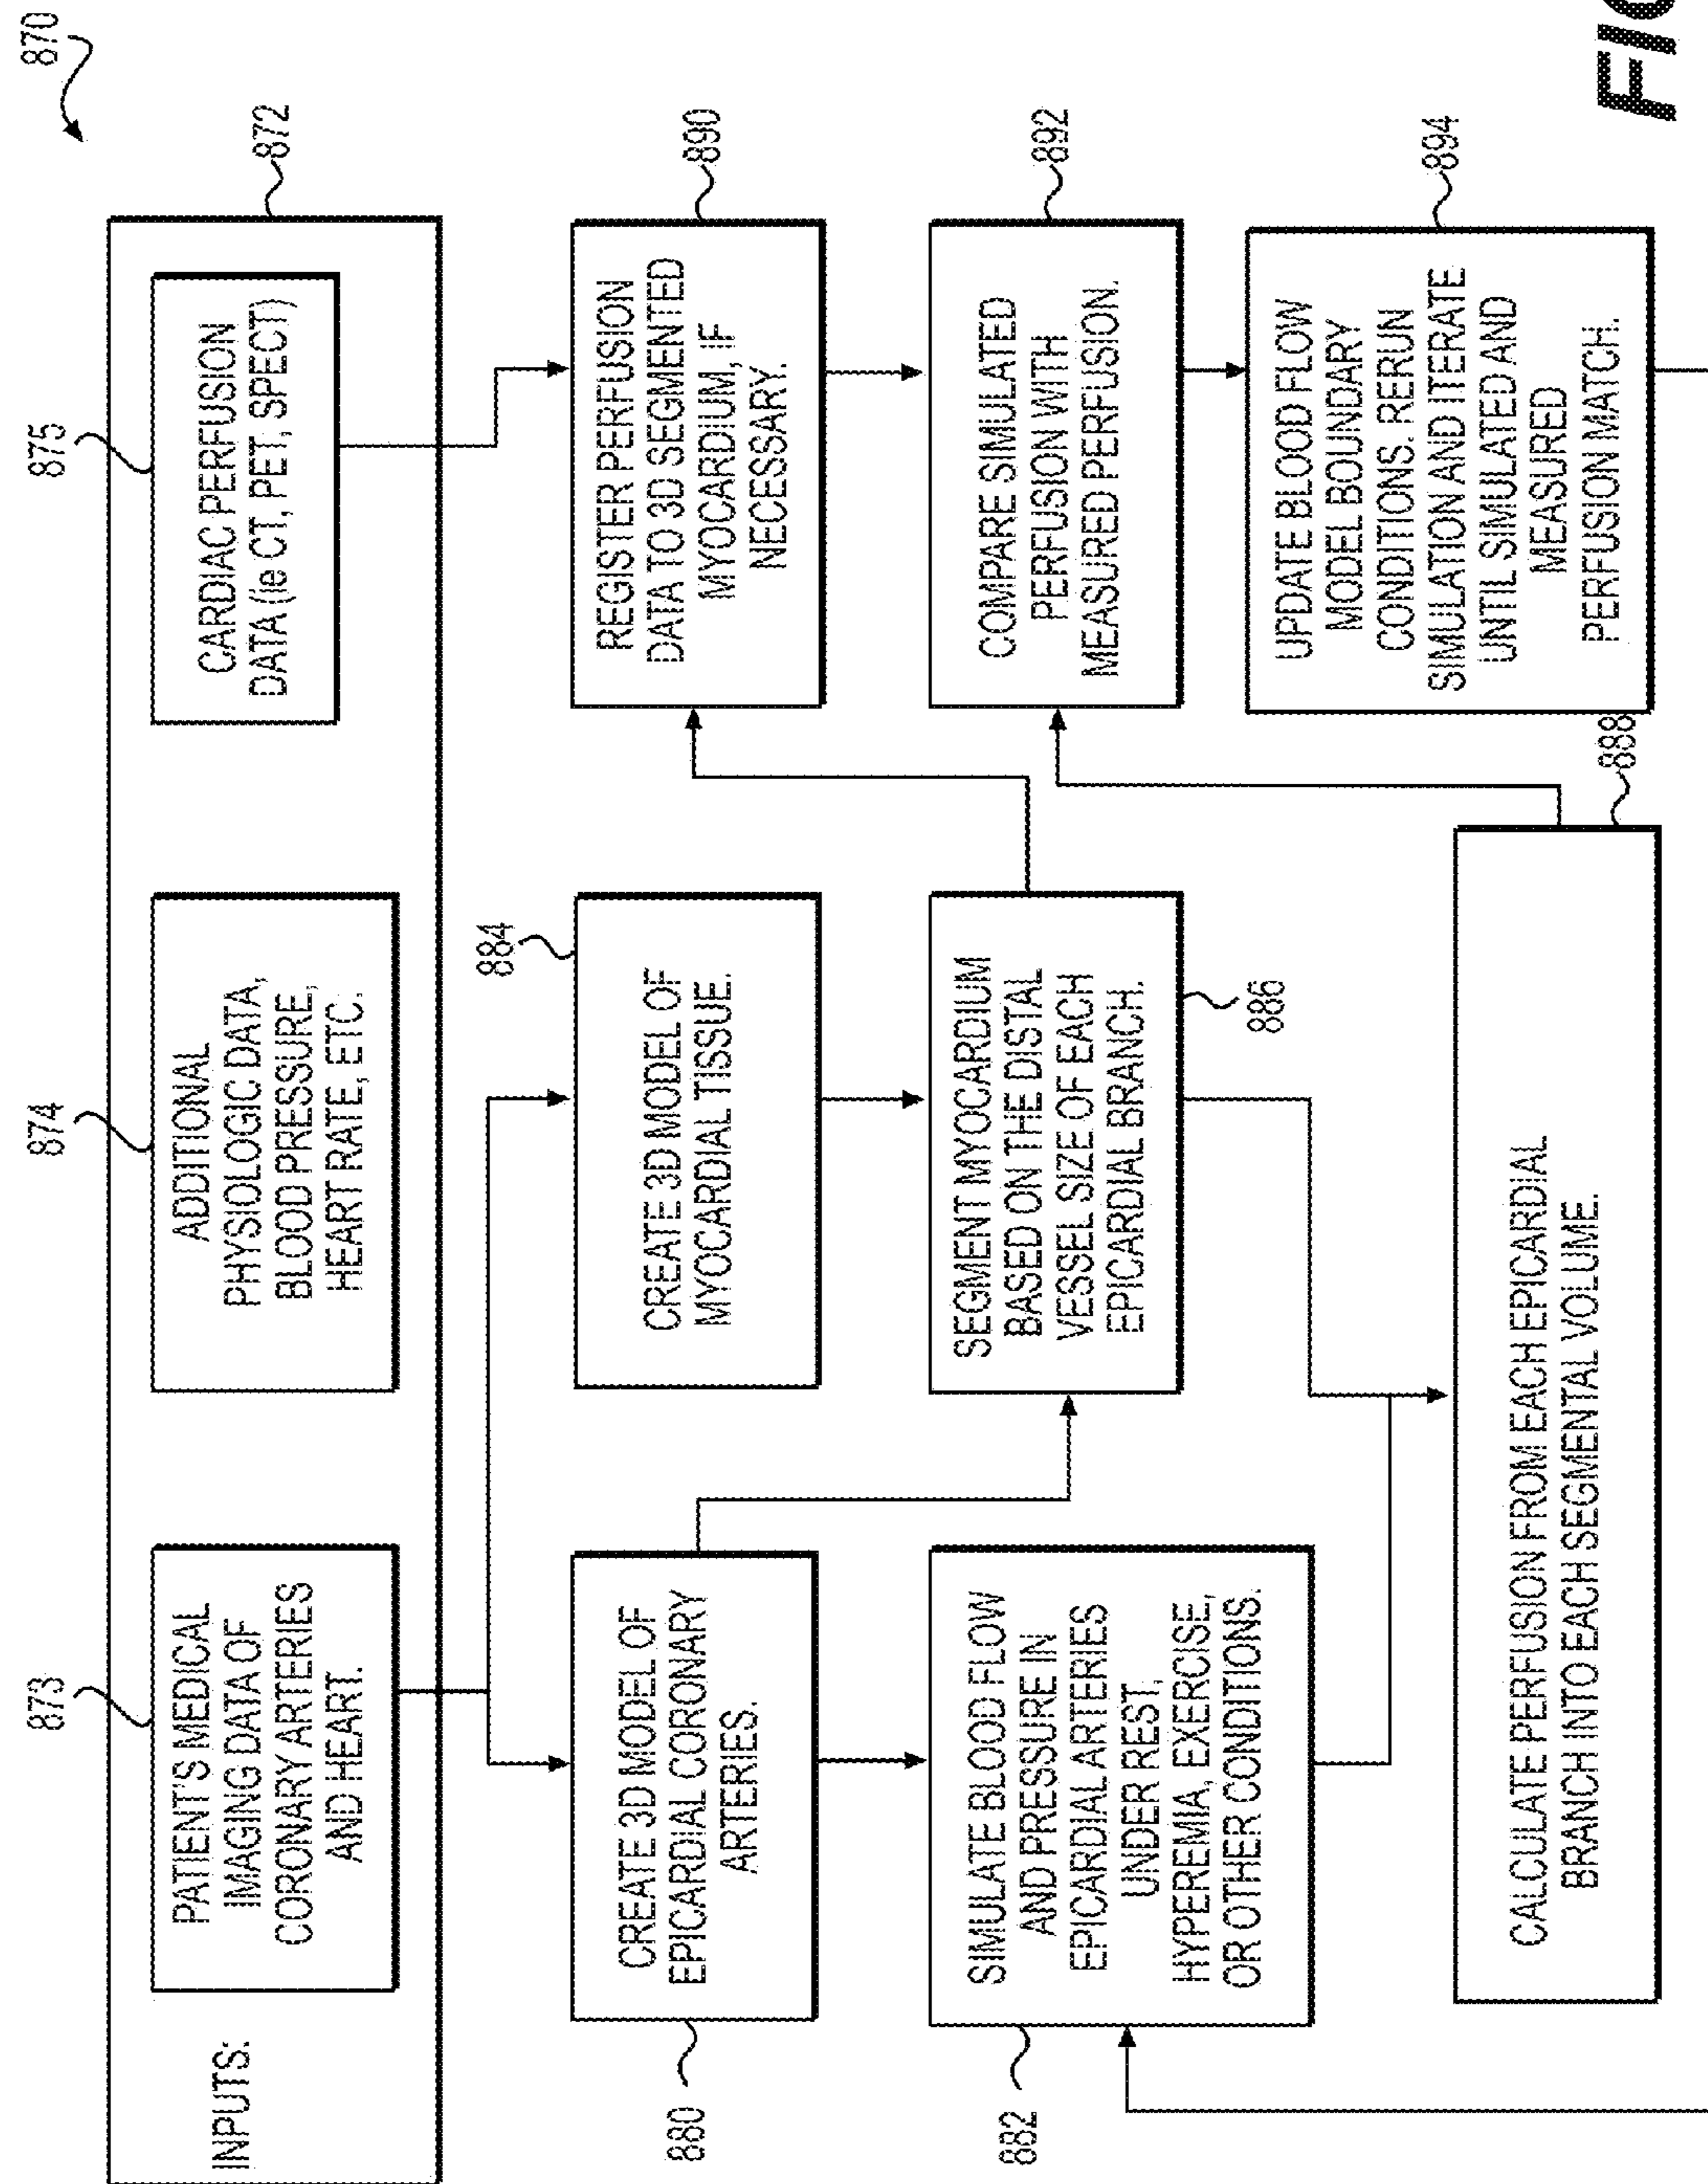 870
INPUTS:
872
873
PATIENT'S MEDICAL
IMAGING DATA OF
CORONARY ARTERIES
AND HEART.
874
ADDITIONAL
PHYSIOLOGIC DATA,
BLOOD PRESSURE,
HEART RATE, ETC.
875
CARDIAC PERFUSION
DATA (ie CT, PET, SPECT)
880
CREATE 3D MODEL OF
EPICARDIAL CORONARY
ARTERIES.
884
CREATE 3D MODEL OF
MYOCARDIAL TISSUE.
890
REGISTER PERFUSION
DATA TO 3D SEGMENTED
MYOCARDIUM, IF
NECESSARY.
882
SIMULATE BLOOD FLOW
AND PRESSURE IN
EPICARDIAL ARTERIES
UNDER REST,
HYPEREMIA, EXERCISE,
OR OTHER CONDITIONS.
SEGMENT MYOCARDIUM
BASED ON THE DISTAL
VESSEL SIZE OF EACH
EPICARDIAL BRANCH.
886
892
COMPARE SIMULATED
PERFUSION WITH
MEASURED PERFUSION.
894
UPDATE BLOOD FLOW
MODEL BOUNDARY
CONDITIONS. RERUN
SIMULATION AND ITERATE
UNTIL SIMULATED AND
MEASURED
PERFUSION MATCH.
888
CALCULATE PERFUSION FROM EACH EPICARDIAL
BRANCH INTO EACH SEGMENTAL VOLUME.